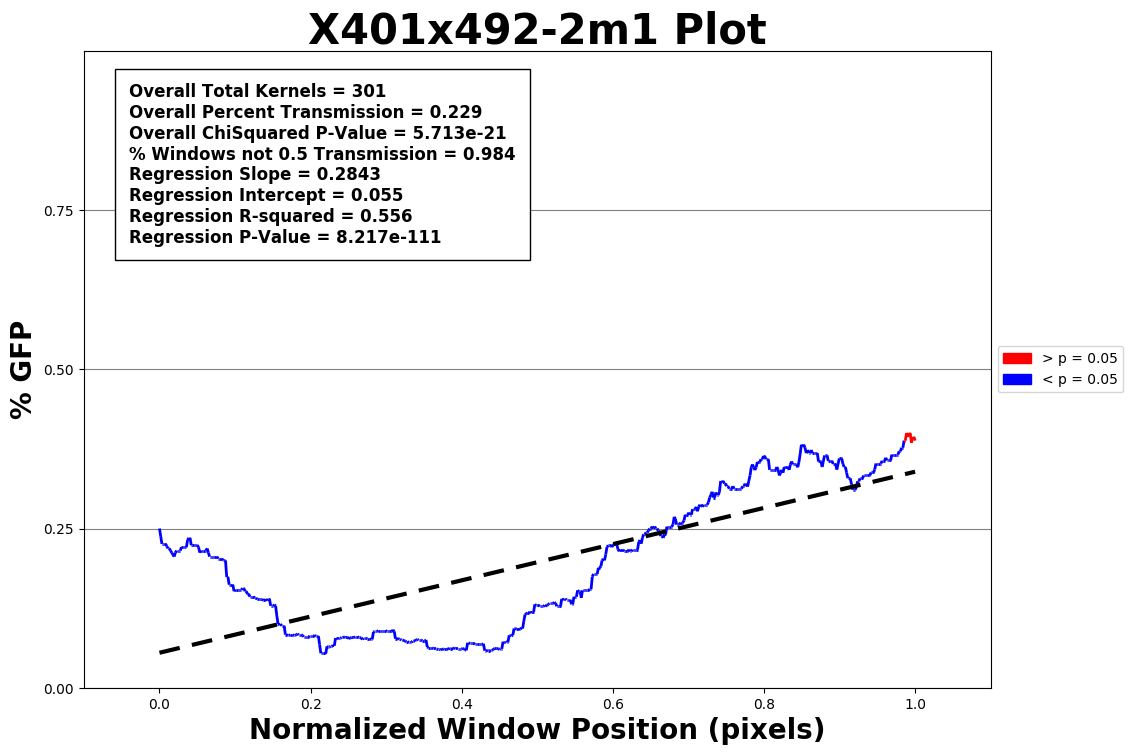 X401x492-2m1 Plot
Overall Total Kernels = 301
Overall Percent Transmission = 0.229
Overall ChiSquared P-Value = 5.713e-21
% Windows not 0.5 Transmission = 0.984
Regression Slope = 0.2843
Regression Intercept = 0.055
Regression R-squared = 0.556
Regression P-Value = 8.217e-111
% GFP
0.75
0.50
0.25
0.00
> p = 0.05
< p = 0.05
0.0 0.2 0.4 0.6 0.8 1.0
Normalized Window Position (pixels)